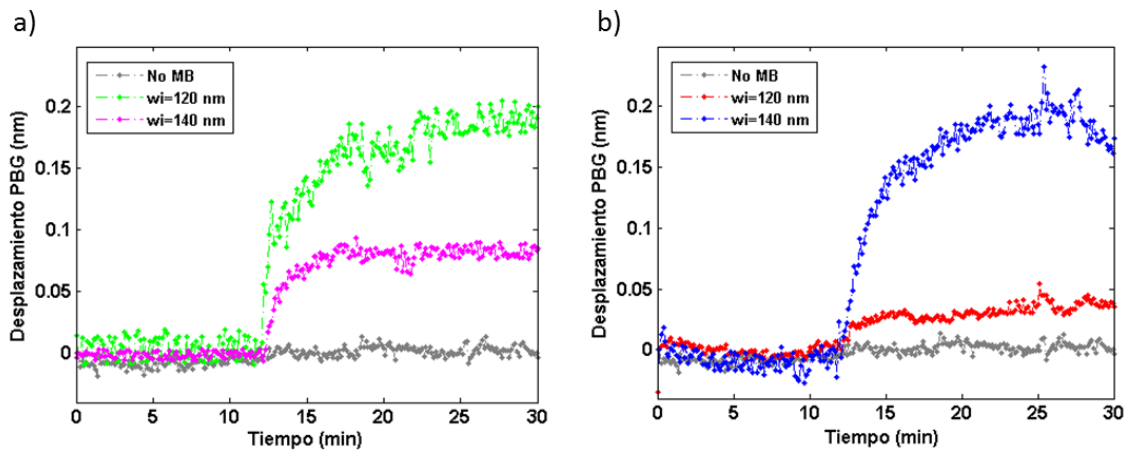 a)
No MB
wi=120 nm
wi=140 nm
Desplazamiento PBG (nm)
0.2
0.15
0.1
0.05
0
0 5 10 15 20 25 30
Tiempo (min)
b)
No MB
wi=120 nm
wi=140 nm
Desplazamiento PBG (nm)
0.2
0.15
0.1
0.05
0
0 5 10 15 20 25 30
Tiempo (min)